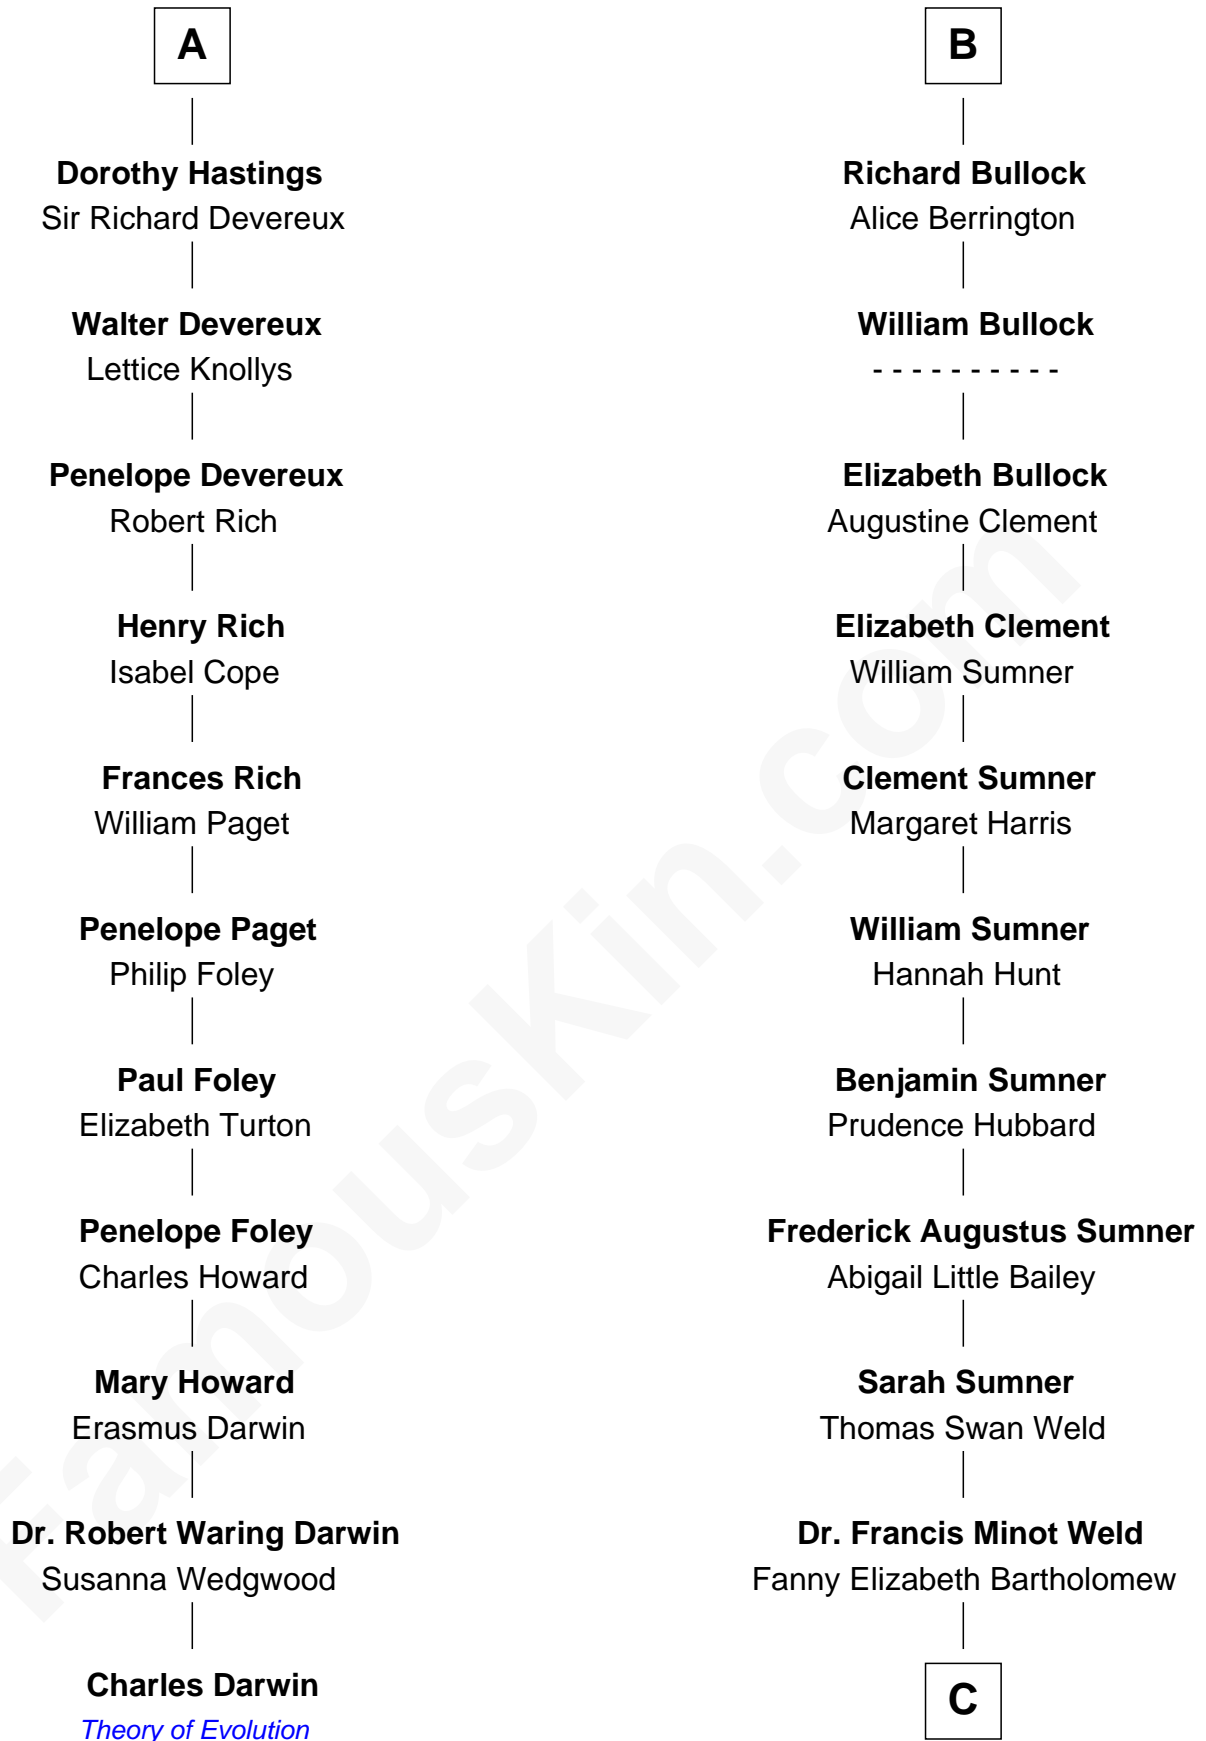 A
Dorothy Hastings
Sir Richard Devereux
Walter Devereux
Lettice Knollys
Penelope Devereux
Robert Rich
Henry Rich
Isabel Cope
Frances Rich
William Paget
Penelope Paget
Philip Foley
Paul Foley
Elizabeth Turton
Penelope Foley
Charles Howard
Mary Howard
Erasmus Darwin
Dr. Robert Waring Darwin
Susanna Wedgwood
Charles Darwin
Theory of Evolution
B
Richard Bullock
Alice Berrington
William Bullock
- - - - - - - - - -
Elizabeth Bullock
Augustine Clement
Elizabeth Clement
William Sumner
Clement Sumner
Margaret Harris
William Sumner
Hannah Hunt
Benjamin Sumner
Prudence Hubbard
Frederick Augustus Sumner
Abigail Little Bailey
Sarah Sumner
Thomas Swan Weld
Dr. Francis Minot Weld
Fanny Elizabeth Bartholomew
C
FamousKin.com